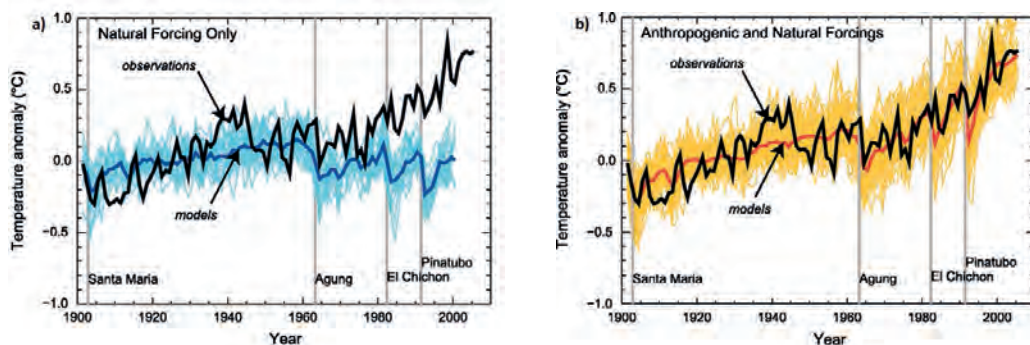 a)
Natural Forcing Only
observations
models
Santa Maria
Agung
El Chichon
Pinatubo
Temperature anomaly (°C)
1.0
0.5
0.0
−0.5
−1.0
1900
1920
1940
1960
1980
2000
Year
b)
Anthropogenic and Natural Forcings
observations
models
Santa Maria
Agung
El Chichon
Pinatubo
Temperature anomaly (°C)
1.0
0.5
0.0
−0.5
−1.0
1900
1920
1940
1960
1980
2000
Year